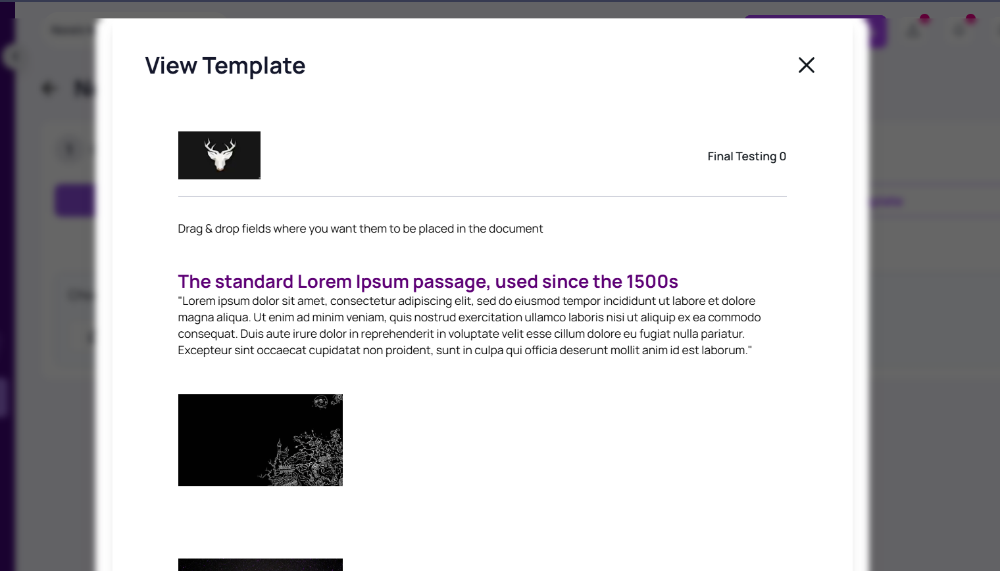 View Template
Final Testing 0
Drag & drop fields where you want them to be placed in the document
The standard Lorem Ipsum passage, used since the 1500s
"Lorem ipsum dolor sit amet, consectetur adipiscing elit, sed do eiusmod tempor incididunt ut labore et dolore
magna aliqua. Ut enim ad minim veniam, quis nostrud exercitation ullamco laboris nisi ut aliquip ex ea commodo
consequat. Duis aute irure dolor in reprehenderit in voluptate velit esse cillum dolore eu fugiat nulla pariatur.
Excepteur sint occaecat cupidatat non proident, sunt in culpa qui officia deserunt mollit anim id est laborum."